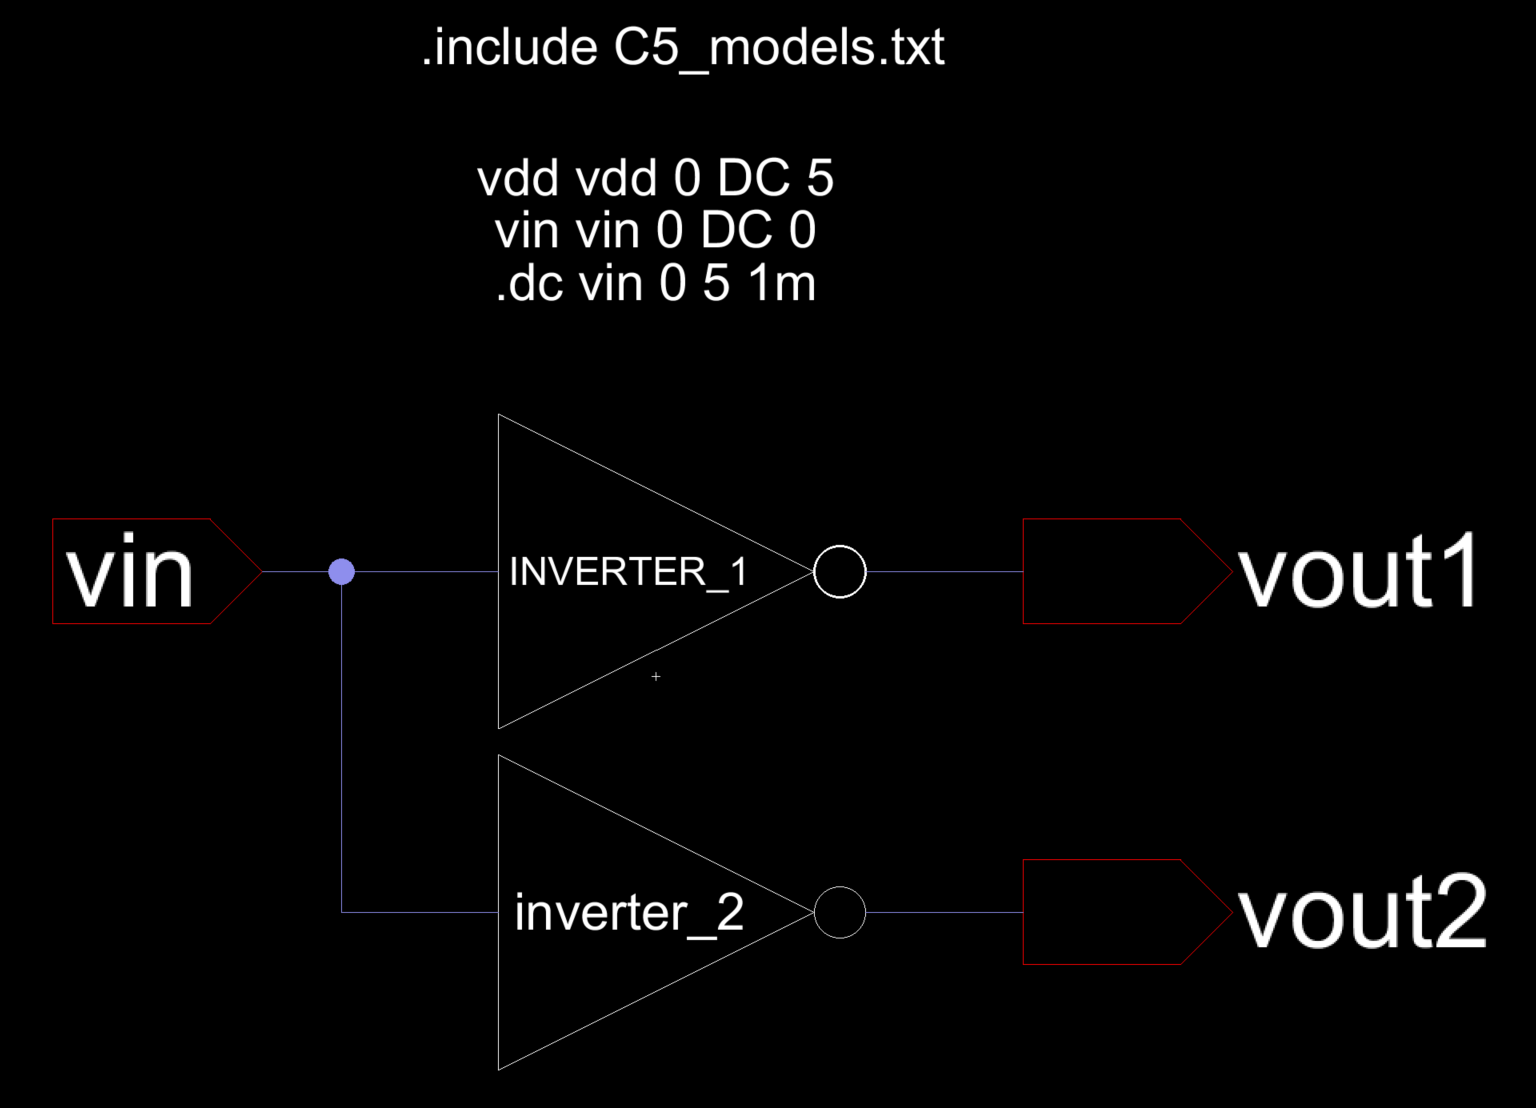 .include C5_models.txt
vdd vdd 0 DC 5
vin vin 0 DC 0
.dc vin 0 5 1m
vin
INVERTER_1
vout1
inverter_2
vout2